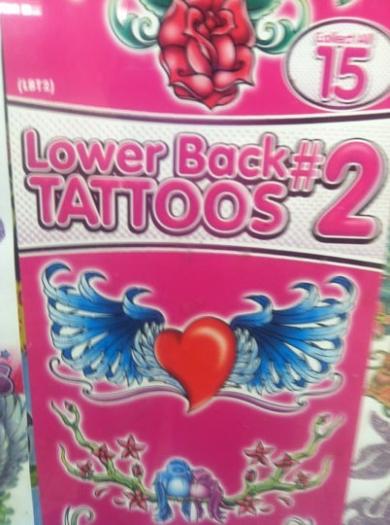 Collect All
15
(LBT2)
Lower Back #2
TATTOOS